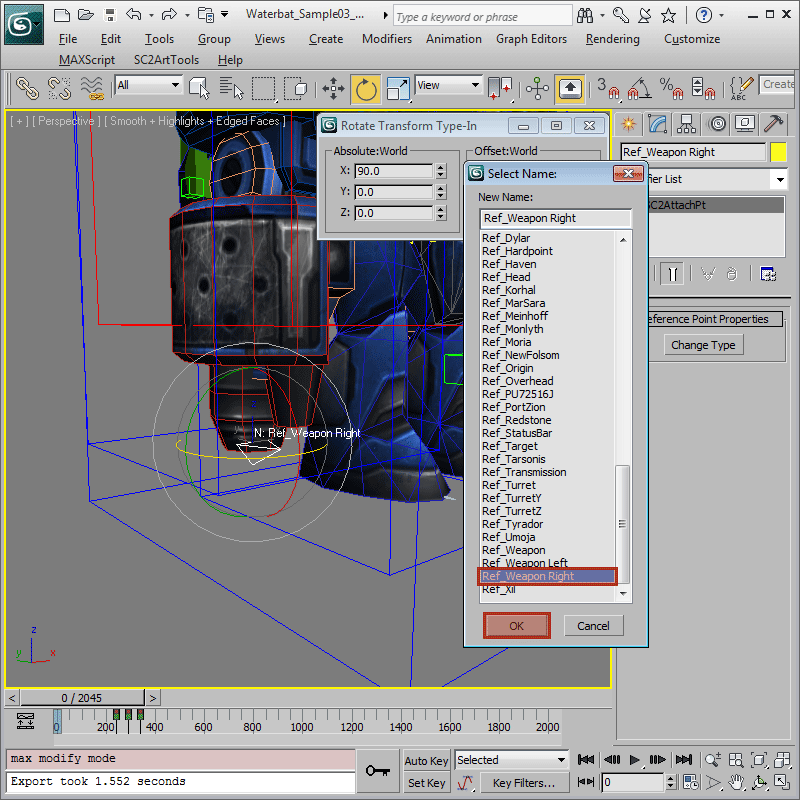 Waterbat_Sample03_...
Type a keyword or phrase
File Edit Tools Group Views Create Modifiers Animation Graph Editors Rendering Customize
MAXScript SC2ArtTools Help
All
View
3
ABC
Create
[ + ] [ Perspective ] [ Smooth + Highlights + Edged Faces ]
Rotate Transform Type-In
Absolute:World
Offset:World
X: 90.0
Y: 0.0
Z: 0.0
Select Name:
New Name:
Ref_Weapon Right
Ref_Dylar
Ref_Hardpoint
Ref_Haven
Ref_Head
Ref_Korhal
Ref_MarSara
Ref_Meinhoff
Ref_Monlyth
Ref_Moria
Ref_NewFolsom
Ref_Origin
Ref_Overhead
Ref_PU72516J
Ref_PortZion
Ref_Redstone
Ref_StatusBar
Ref_Target
Ref_Tarsonis
Ref_Transmission
Ref_Turret
Ref_TurretY
Ref_TurretZ
Ref_Tyrador
Ref_Umoja
Ref_Weapon
Ref_Weapon Left
Ref_Weapon Right
Ref_Xil
OK
Cancel
Ref_Weapon Right
fier List
SC2AttachPt
eference Point Properties
Change Type
N: Ref_Weapon Right
z
y
x
< 0 / 2045 >
0 200 400 600 800 1000 1200 1400 1600 1800 2000
max modify mode
Export took 1.552 seconds
Auto Key
Selected
Set Key
Key Filters...
0